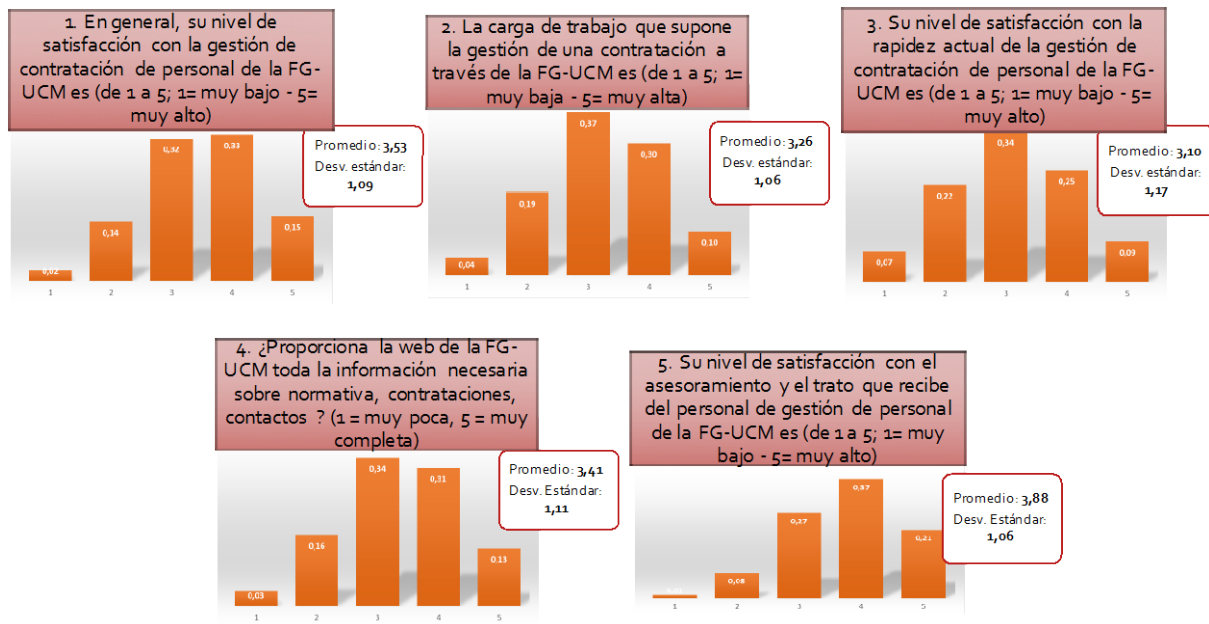 1. En general, su nivel de
satisfacción con la gestión de
contratación de personal de la FG-
UCM es (de 1 a 5; 1= muy bajo - 5=
muy alto)
Promedio: 3,53
Desv. estándar:
1,09
0,02
0,14
0,32
0,33
0,15
1
2
3
4
5
2. La carga de trabajo que supone
la gestión de una contratación a
través de la FG-UCM es (de 1 a 5; 1=
muy baja - 5= muy alta)
Promedio: 3,26
Desv. estándar:
1,06
0,04
0,19
0,37
0,30
0,10
1
2
3
4
5
3. Su nivel de satisfacción con la
rapidez actual de la gestión de
contratación de personal de la FG-
UCM es (de 1 a 5; 1= muy bajo - 5=
muy alto)
Promedio: 3,10
Desv. estándar:
1,17
0,07
0,22
0,34
0,25
0,09
1
2
3
4
5
4. ¿Proporciona la web de la FG-
UCM toda la información necesaria
sobre normativa, contrataciones,
contactos ? (1 = muy poca, 5 = muy
completa)
Promedio: 3,41
Desv. Estándar:
1,11
0,03
0,16
0,34
0,31
0,13
1
2
3
4
5
5. Su nivel de satisfacción con el
asesoramiento y el trato que recibe
del personal de gestión de personal
de la FG-UCM es (de 1 a 5; 1= muy
bajo - 5= muy alto)
Promedio: 3,88
Desv. Estándar:
1,06
0,08
0,27
0,37
0,21
1
2
3
4
5